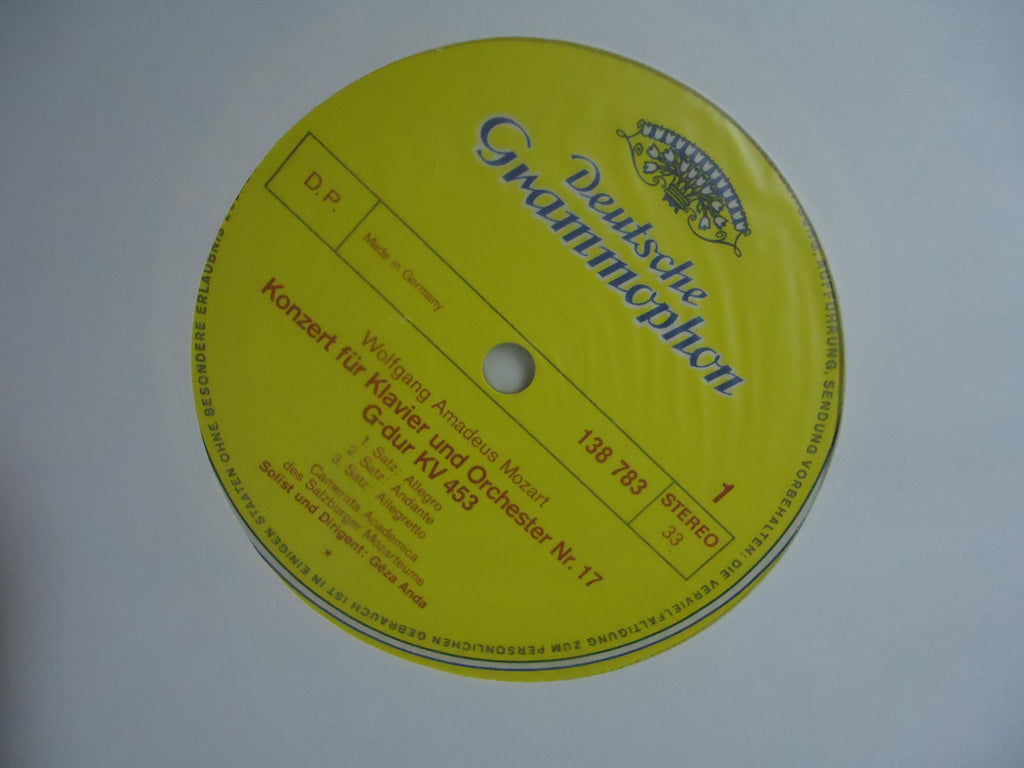 Deutsche
Grammophon
D. P.
Made in Germany
138 783
1
STEREO
33
Wolfgang Amadeus Mozart
Konzert für Klavier und Orchester Nr. 17
G-dur KV 453
1. Satz: Allegro
2. Satz: Andante
3. Satz: Allegretto
Camerata Academica
des Salzburger Mozarteums
Solist und Dirigent: Géza Anda
*
AUFFÜHRUNG, SENDUNG VORBEHALTEN; DIE VERVIELFÄLTIGUNG ZUM PERSÖNLICHEN GEBRAUCH IST IN EINIGEN STAATEN OHNE BESONDERE ERLAUBNIS